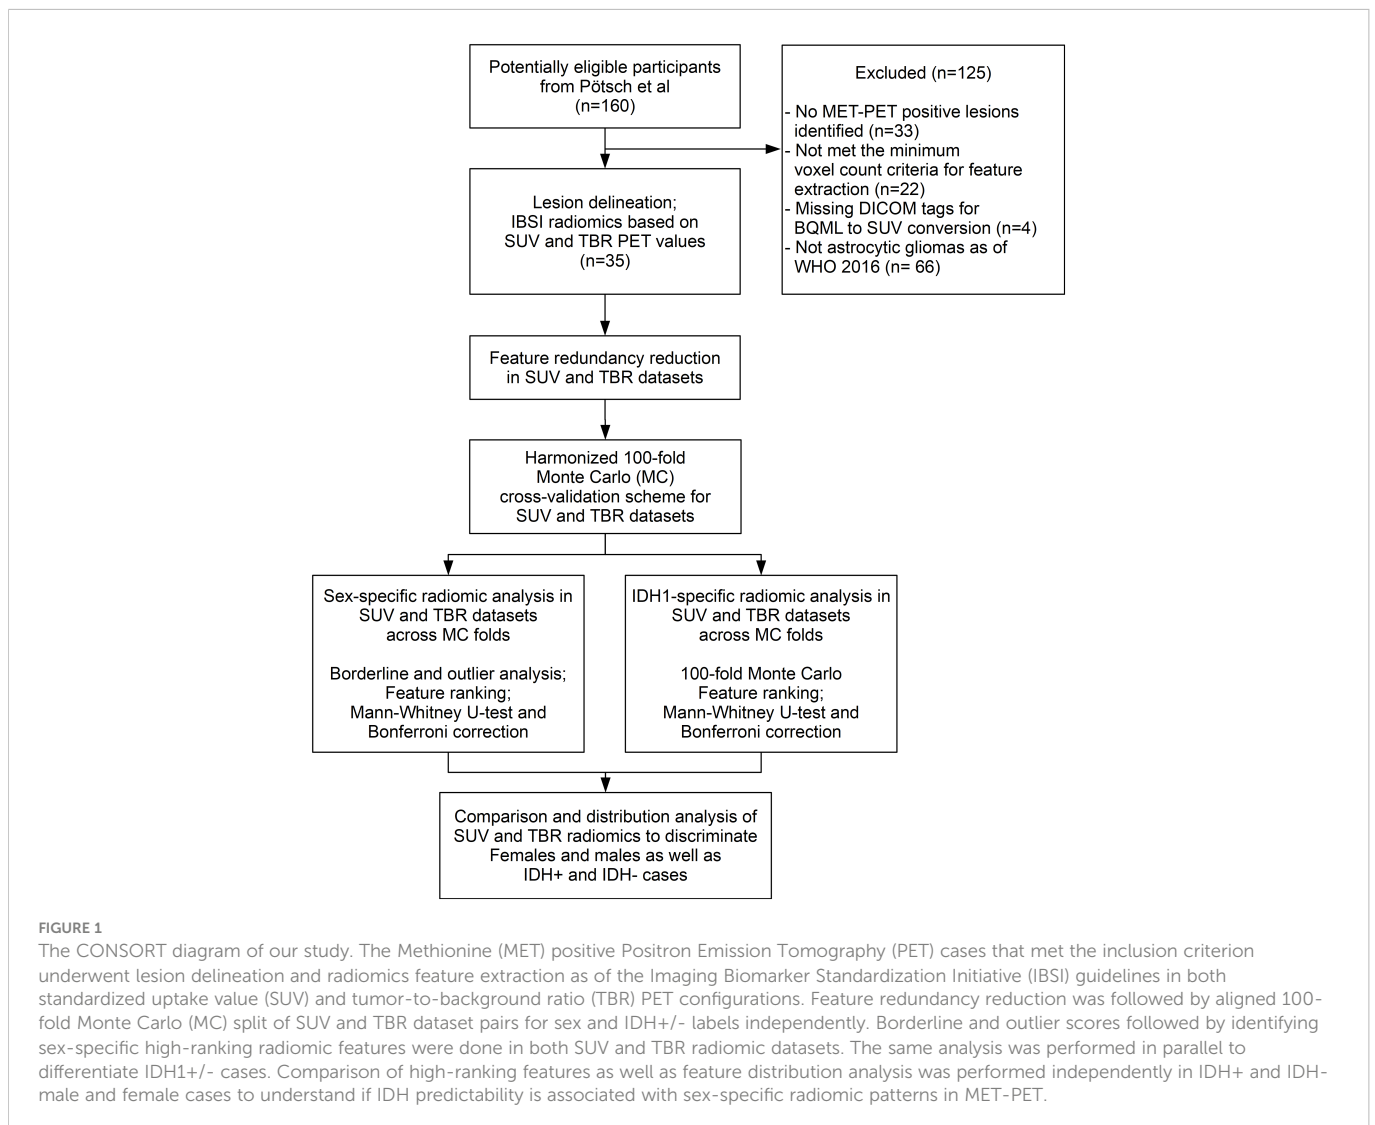 Potentially eligible participants
from Pötsch et al
(n=160)
Excluded (n=125)
- No MET-PET positive lesions
identified (n=33)
- Not met the minimum
voxel count criteria for feature
extraction (n=22)
- Missing DICOM tags for
BQML to SUV conversion (n=4)
- Not astrocytic gliomas as of
WHO 2016 (n= 66)
Lesion delineation;
IBSI radiomics based on
SUV and TBR PET values
(n=35)
Feature redundancy reduction
in SUV and TBR datasets
Harmonized 100-fold
Monte Carlo (MC)
cross-validation scheme for
SUV and TBR datasets
Sex-specific radiomic analysis in
SUV and TBR datasets
across MC folds
Borderline and outlier analysis;
Feature ranking;
Mann-Whitney U-test and
Bonferroni correction
IDH1-specific radiomic analysis in
SUV and TBR datasets
across MC folds
100-fold Monte Carlo
Feature ranking;
Mann-Whitney U-test and
Bonferroni correction
Comparison and distribution analysis of
SUV and TBR radiomics to discriminate
Females and males as well as
IDH+ and IDH- cases
FIGURE 1
The CONSORT diagram of our study. The Methionine (MET) positive Positron Emission Tomography (PET) cases that met the inclusion criterion
underwent lesion delineation and radiomics feature extraction as of the Imaging Biomarker Standardization Initiative (IBSI) guidelines in both
standardized uptake value (SUV) and tumor-to-background ratio (TBR) PET configurations. Feature redundancy reduction was followed by aligned 100-
fold Monte Carlo (MC) split of SUV and TBR dataset pairs for sex and IDH+/- labels independently. Borderline and outlier scores followed by identifying
sex-specific high-ranking radiomic features were done in both SUV and TBR radiomic datasets. The same analysis was performed in parallel to
differentiate IDH1+/- cases. Comparison of high-ranking features as well as feature distribution analysis was performed independently in IDH+ and IDH-
male and female cases to understand if IDH predictability is associated with sex-specific radiomic patterns in MET-PET.